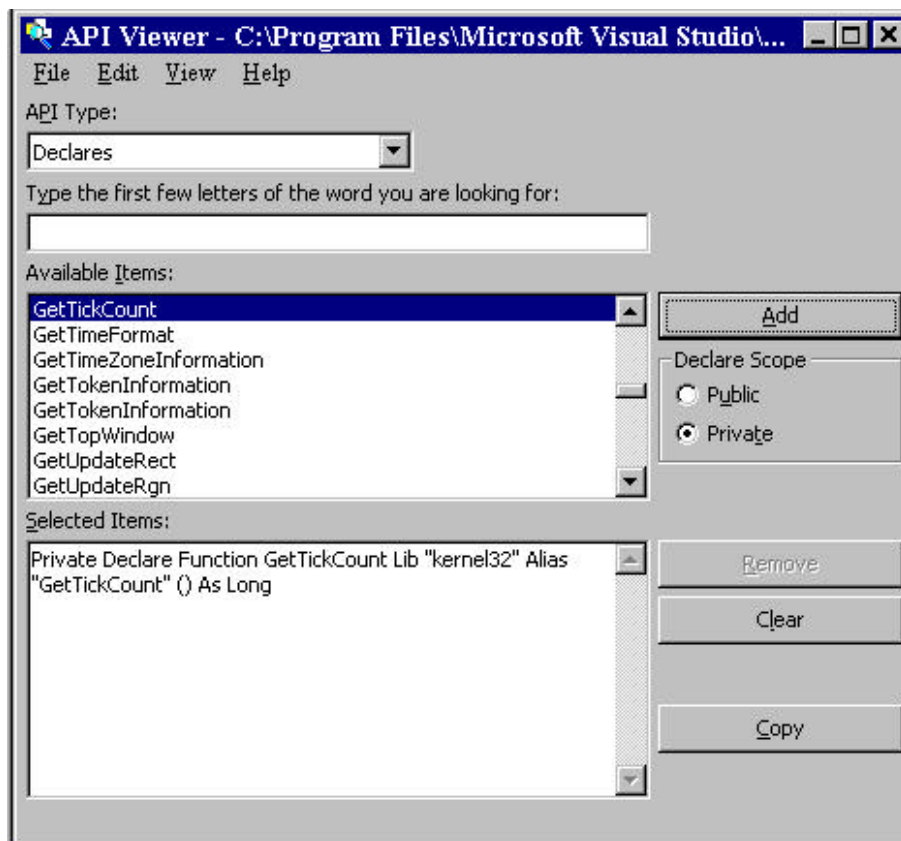 API Viewer - C:\Program Files\Microsoft Visual Studio\...
File Edit View Help
API Type:
Declares
Type the first few letters of the word you are looking for:
Available Items:
GetTickCount
GetTimeFormat
GetTimeZoneInformation
GetTokenInformation
GetTokenInformation
GetTopWindow
GetUpdateRect
GetUpdateRgn
Add
Declare Scope
Public
Private
Selected Items:
Private Declare Function GetTickCount Lib "kernel32" Alias
"GetTickCount" () As Long
Remove
Clear
Copy